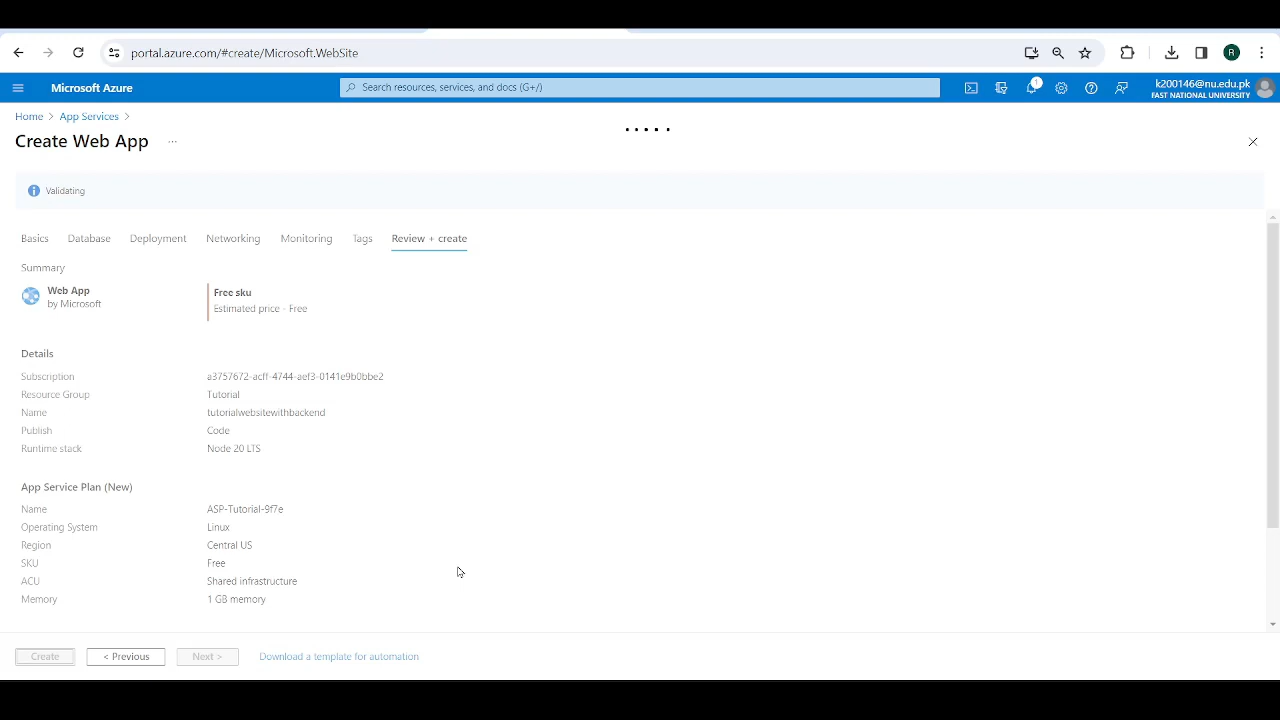 portal.azure.com/#create/Microsoft.WebSite
R
Microsoft Azure
Search resources, services, and docs (G+/)
1
k200146@nu.edu.pk
FAST NATIONAL UNIVERSITY
Home > App Services >
Create Web App ...
Validating
Basics Database Deployment Networking Monitoring Tags Review + create
Summary
Web App
by Microsoft
Free sku
Estimated price - Free
Details
Subscription a3757672-acff-4744-aef3-0141e9b0bbe2
Resource Group Tutorial
Name tutorialwebsitewithbackend
Publish Code
Runtime stack Node 20 LTS
App Service Plan (New)
Name ASP-Tutorial-9f7e
Operating System Linux
Region Central US
SKU Free
ACU Shared infrastructure
Memory 1 GB memory
Create < Previous Next > Download a template for automation